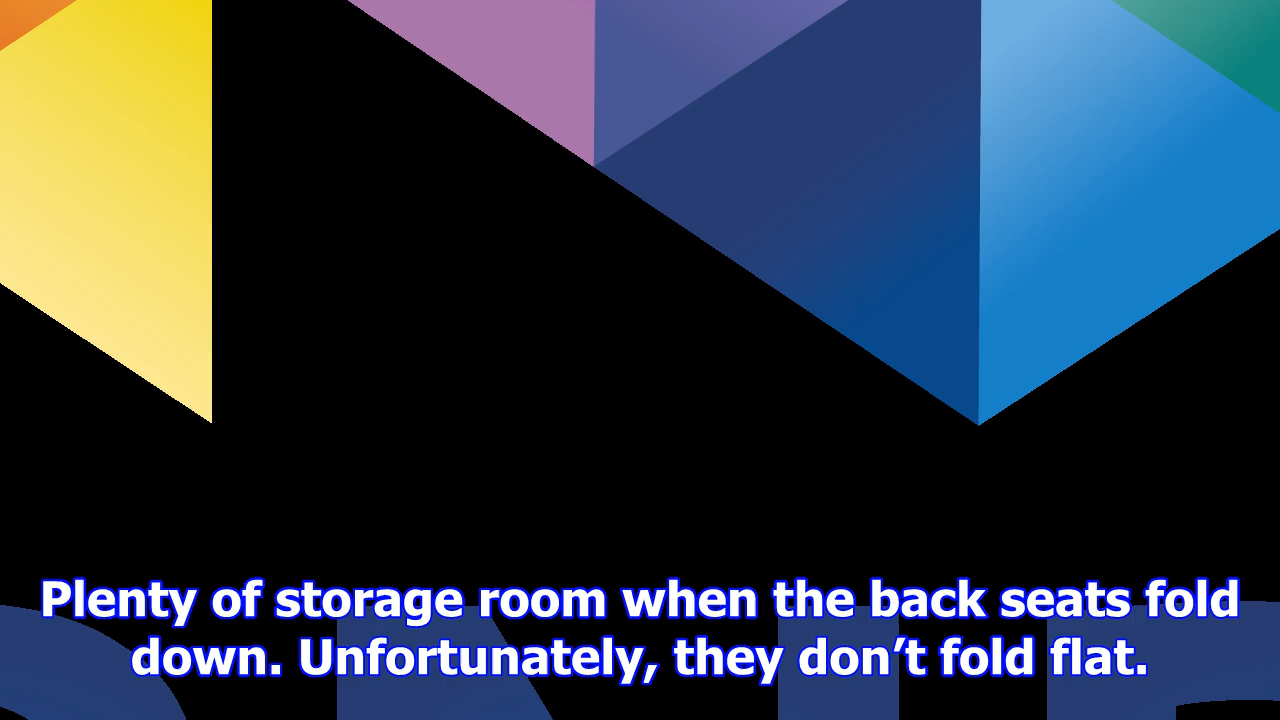 Plenty of storage room when the back seats fold
down. Unfortunately, they don’t fold flat.